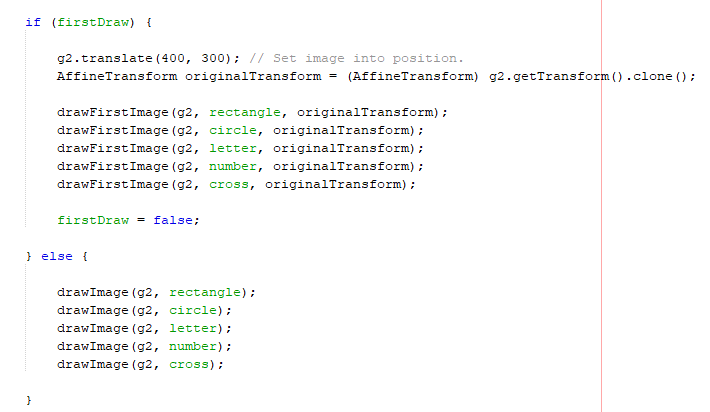 if (firstDraw) {
g2.translate(400, 300); // Set image into position.
AffineTransform originalTransform = (AffineTransform) g2.getTransform().clone();
drawFirstImage(g2, rectangle, originalTransform);
drawFirstImage(g2, circle, originalTransform);
drawFirstImage(g2, letter, originalTransform);
drawFirstImage(g2, number, originalTransform);
drawFirstImage(g2, cross, originalTransform);
firstDraw = false;
} else {
drawImage(g2, rectangle);
drawImage(g2, circle);
drawImage(g2, letter);
drawImage(g2, number);
drawImage(g2, cross);
}